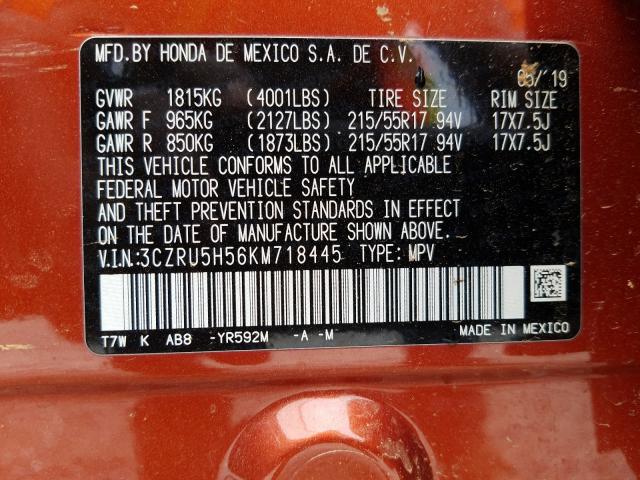 MFD.BY HONDA DE MEXICO S.A. DE C.V.
05/'19
GVWR 1815KG (4001LBS) TIRE SIZE RIM SIZE
GAWR F 965KG (2127LBS) 215/55R17 94V 17X7.5J
GAWR R 850KG (1873LBS) 215/55R17 94V 17X7.5J
THIS VEHICLE CONFORMS TO ALL APPLICABLE
FEDERAL MOTOR VEHICLE SAFETY
AND THEFT PREVENTION STANDARDS IN EFFECT
ON THE DATE OF MANUFACTURE SHOWN ABOVE.
V.I.N:3CZRU5H56KM718445 TYPE: MPV
T7W K AB8 -YR592M -A -M MADE IN MEXICO